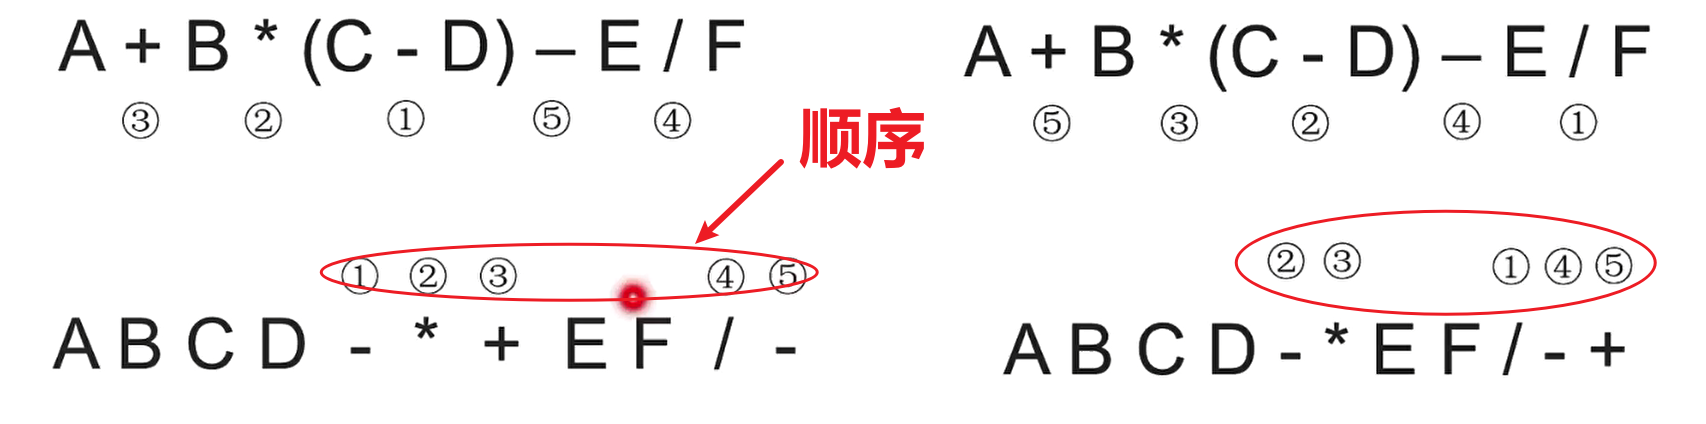 A + B * (C - D) – E / F
③ ② ① ⑤ ④
顺序
① ② ③ ④ ⑤
A B C D - * + E F / -
A + B * (C - D) – E / F
⑤ ③ ② ④ ①
② ③ ① ④ ⑤
A B C D - * E F / - +